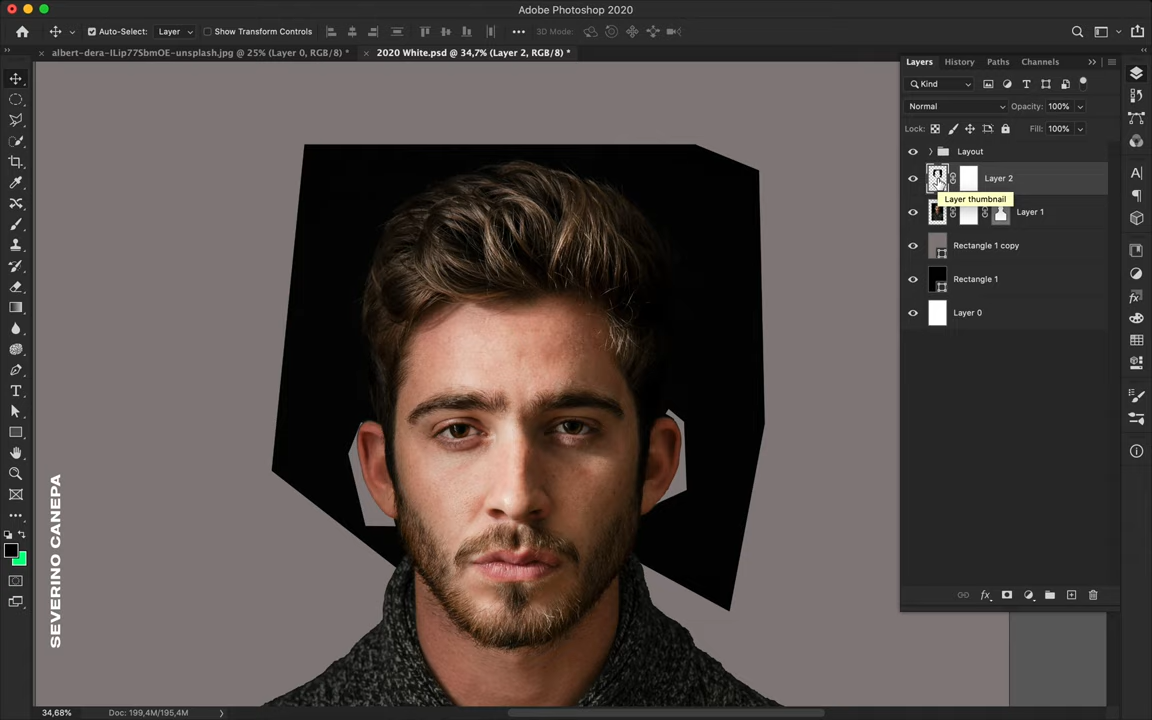 Adobe Photoshop 2020
Auto-Select: Layer Show Transform Controls 3D Mode:
albert-dera-ILip77SbmOE-unsplash.jpg @ 25% (Layer 0, RGB/8) *
2020 White.psd @ 34,7% (Layer 2, RGB/8) *
Layers History Paths Channels
Kind
Normal Opacity: 100%
Lock: Fill: 100%
Layout
Layer 2
Layer thumbnail
Layer 1
Rectangle 1 copy
Rectangle 1
Layer 0
SEVERINO CANEPA
34,68% Doc: 199,4M/195,4M